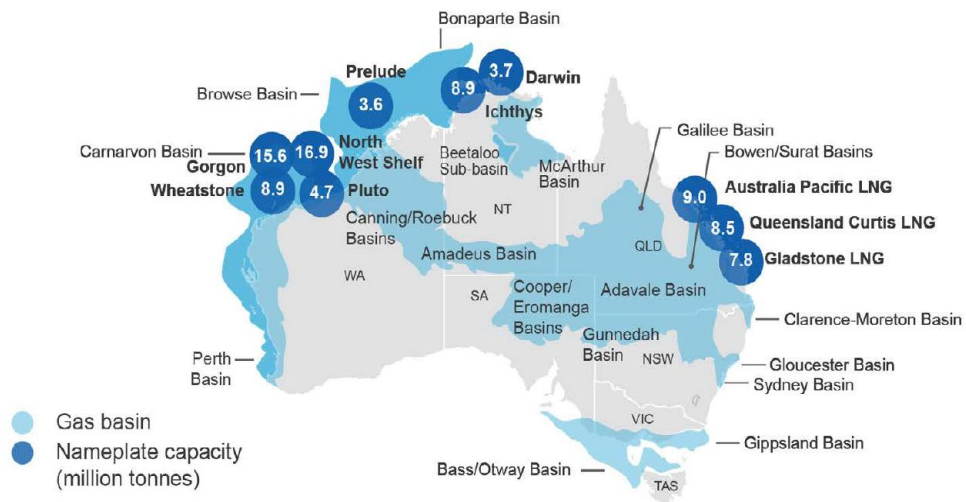 Bonaparte Basin
Prelude
3.7
Darwin
8.9
Browse Basin
3.6
Ichthys
Galilee Basin
Carnarvon Basin
North
West Shelf
Gorgon
15.6
16.9
Beetaloo
Sub-basin
McArthur
Basin
Bowen/Surat Basins
Wheatstone
8.9
4.7
Pluto
9.0
Australia Pacific LNG
Canning/Roebuck
Basins
NT
8.5
Queensland Curtis LNG
QLD
Amadeus Basin
7.8
Gladstone LNG
WA
SA
Cooper/
Eromanga
Basins
Adavale Basin
Clarence-Moreton Basin
Gunnedah
Basin
NSW
Perth
Basin
Gloucester Basin
Sydney Basin
Gas basin
VIC
Gippsland Basin
Nameplate capacity
(million tonnes)
Bass/Otway Basin
TAS